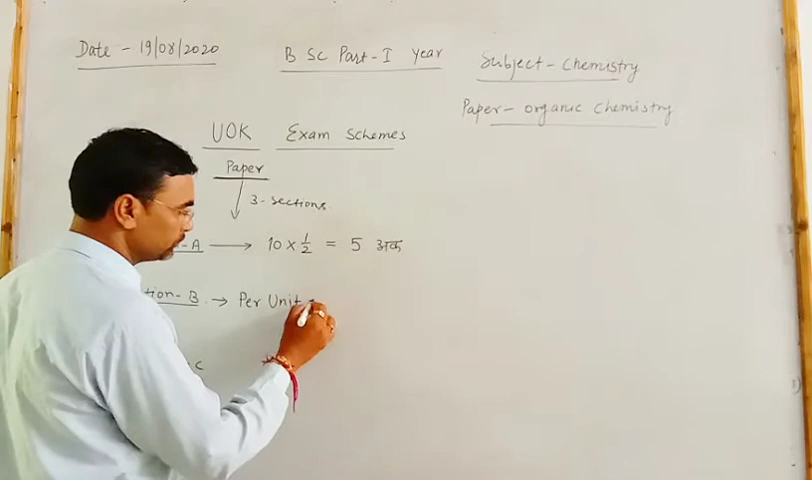 Date - 19/08/2020
B Sc Part-I Year
Subject - Chemistry
Paper - organic chemistry
UOK Exam Schemes
Paper
3-sections
-A → 10 × 1/2 = 5 अंक
tion-B → Per Unit
C